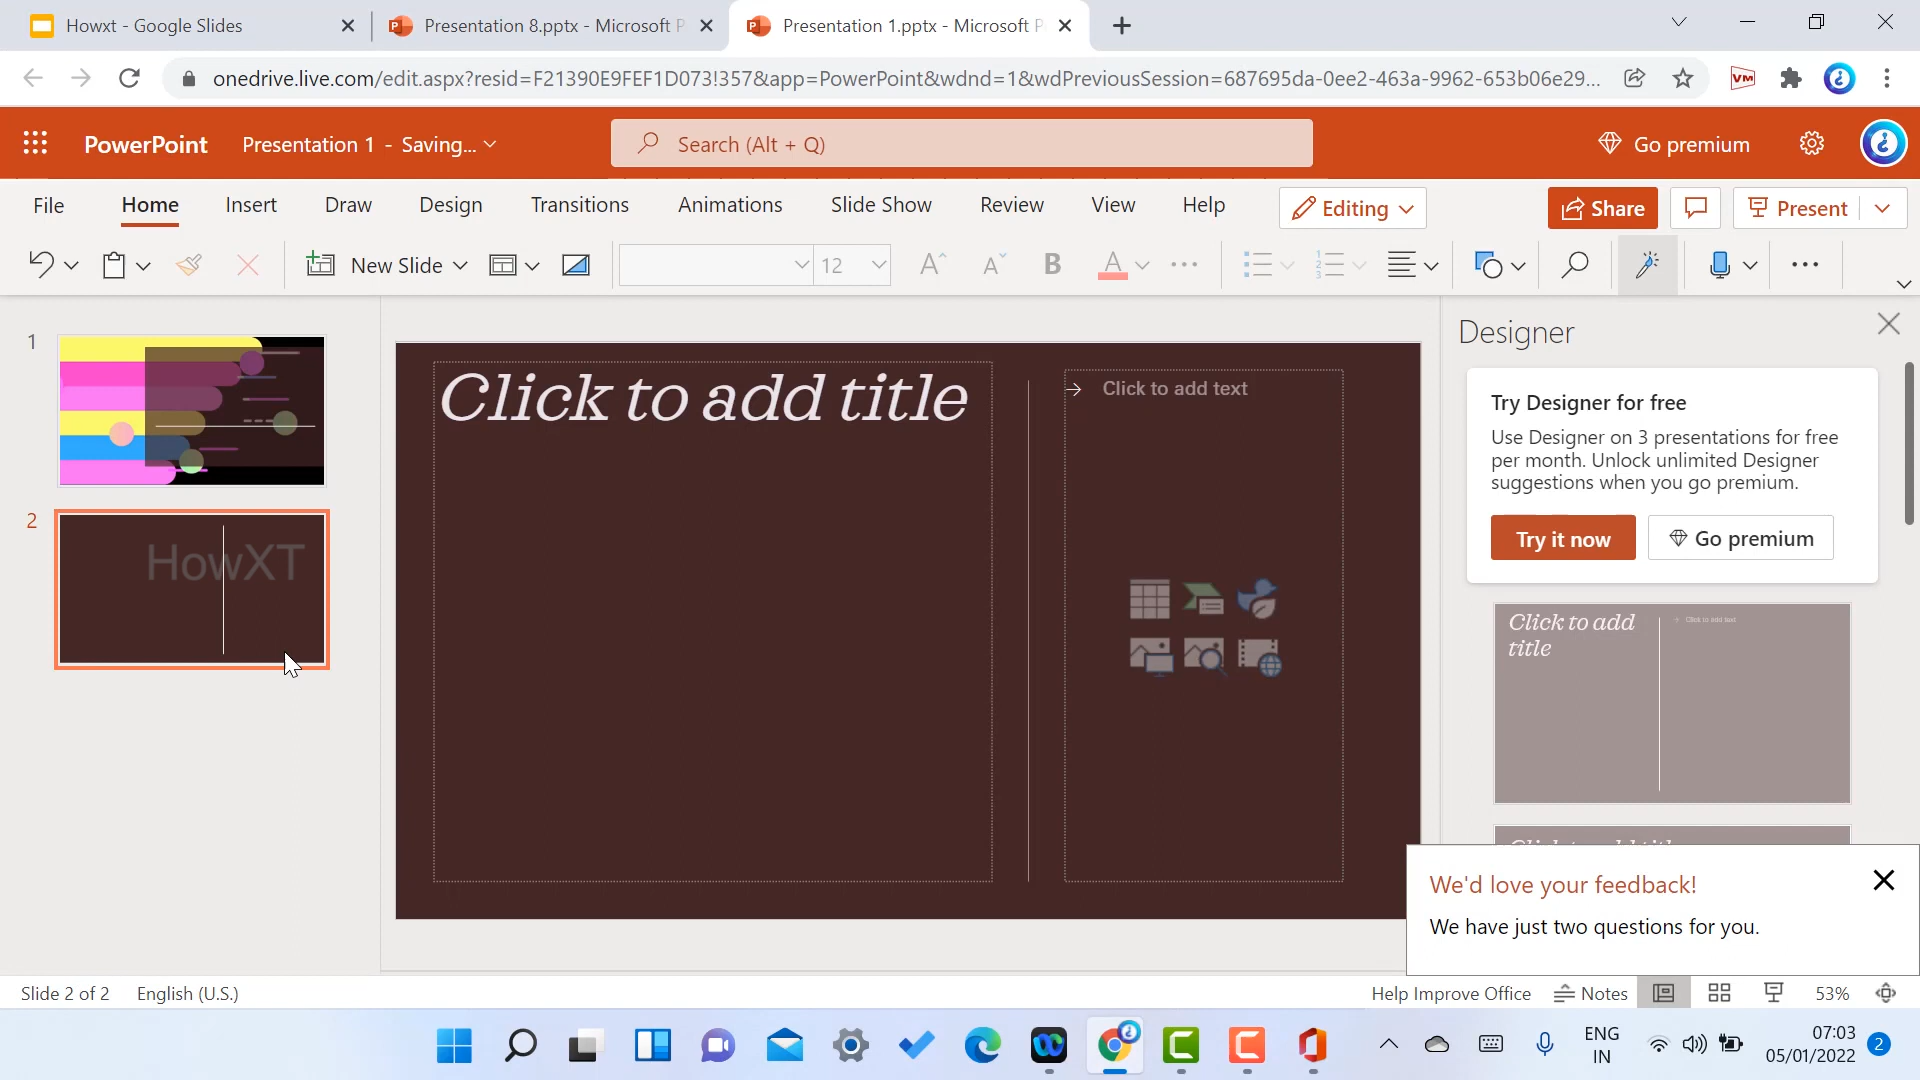 Howxt - Google Slides
Presentation 8.pptx - Microsoft P
Presentation 1.pptx - Microsoft P
onedrive.live.com/edit.aspx?resid=F21390E9FEF1D073!357&app=PowerPoint&wdnd=1&wdPreviousSession=687695da-0ee2-463a-9962-653b06e29...
VM
PowerPoint
Presentation 1 - Saving...
Search (Alt + Q)
Go premium
File
Home
Insert
Draw
Design
Transitions
Animations
Slide Show
Review
View
Help
Editing
Share
Present
New Slide
12
A
A
B
A
1
Designer
Try Designer for free
Use Designer on 3 presentations for free
per month. Unlock unlimited Designer
suggestions when you go premium.
Try it now
Go premium
2
HowXT
Click to add title
Click to add text
Click to add
title
Click to add text
We'd love your feedback!
We have just two questions for you.
Slide 2 of 2
English (U.S.)
Help Improve Office
Notes
53%
ENG
IN
07:03
05/01/2022
2